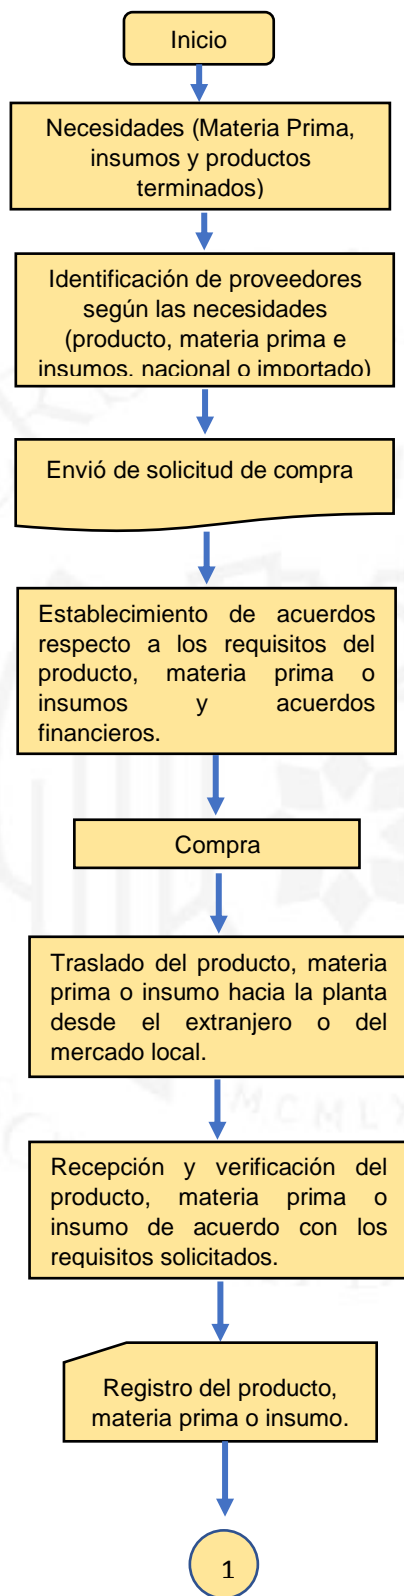 Inicio
Necesidades (Materia Prima,
insumos y productos
terminados)
Identificación de proveedores
según las necesidades
(producto, materia prima e
insumos, nacional o importado)
Envió de solicitud de compra
Establecimiento de acuerdos
respecto a los requisitos del
producto, materia prima o
insumos y acuerdos
financieros.
Compra
Traslado del producto, materia
prima o insumo hacia la planta
desde el extranjero o del
mercado local.
MCMLX
Recepción y verificación del
producto, materia prima o
insumo de acuerdo con los
requisitos solicitados.
Registro del producto,
materia prima o insumo.
1